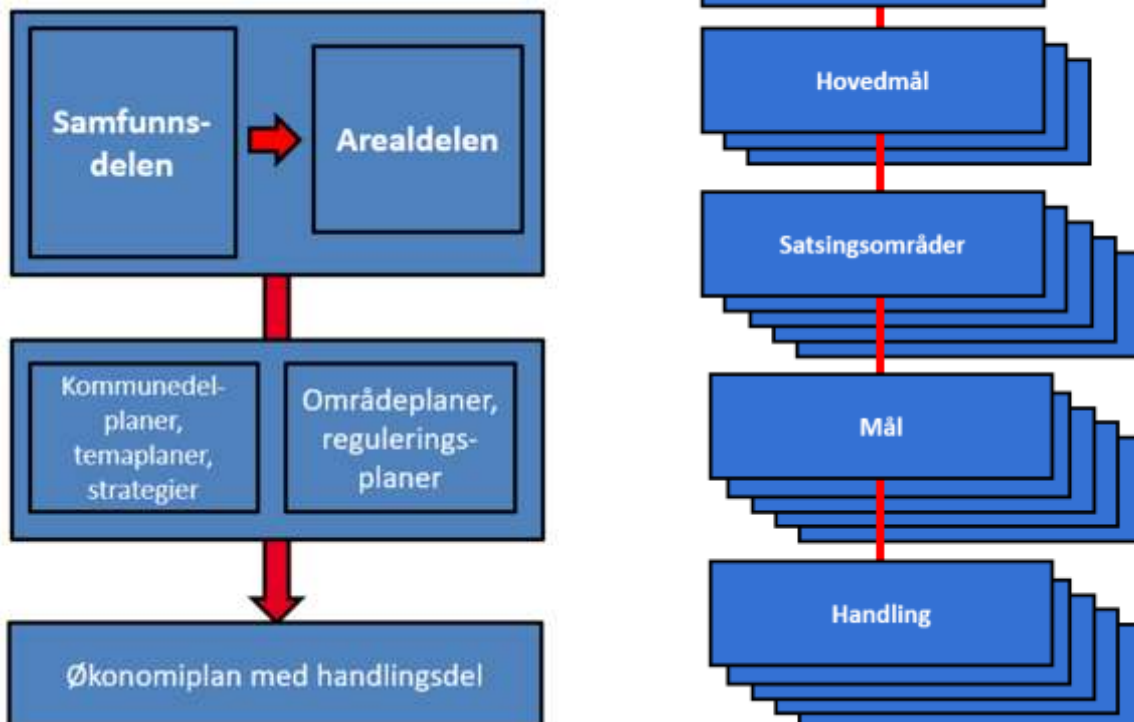 Samfunns-
delen
Arealdelen
Kommunedel-
planer,
temaplaner,
strategier
Områdeplaner,
regulerings-
planer
Økonomiplan med handlingsdel
Hovedmål
Satsingsområder
Mål
Handling